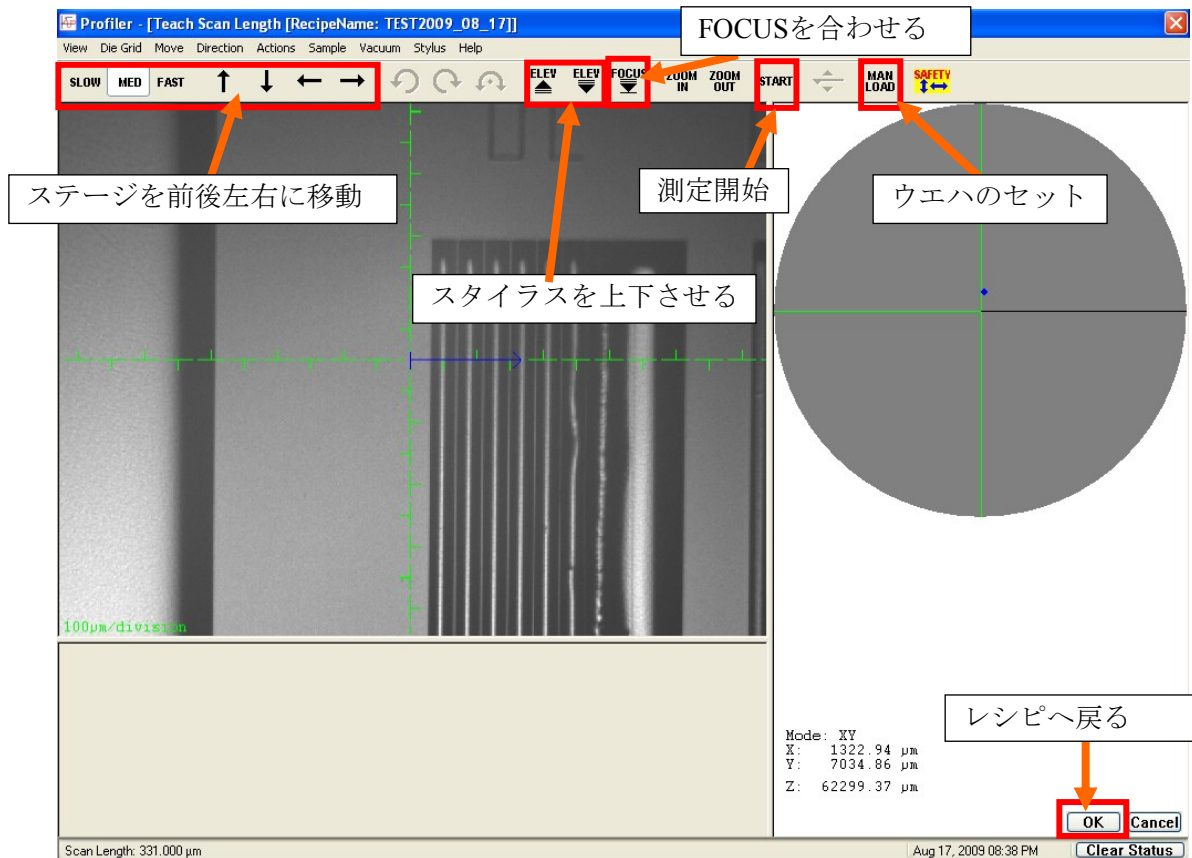 Profiler - [Teach Scan Length [RecipeName: TEST2009_08_17]]
View Die Grid Move Direction Actions Sample Vacuum Stylus Help
FOCUSを合わせる
SLOW MED FAST ELEV ELEV FOCUS ZOOM IN ZOOM OUT START MAN LOAD SAFETY
ステージを前後左右に移動
測定開始
ウエハのセット
スタイラスを上下させる
100μm/division
レシピへ戻る
Mode: XY
X: 1322.94 μm
Y: 7034.86 μm
Z: 62299.37 μm
OK Cancel
Scan Length: 331.000 μm Aug 17, 2009 08:38 PM Clear Status